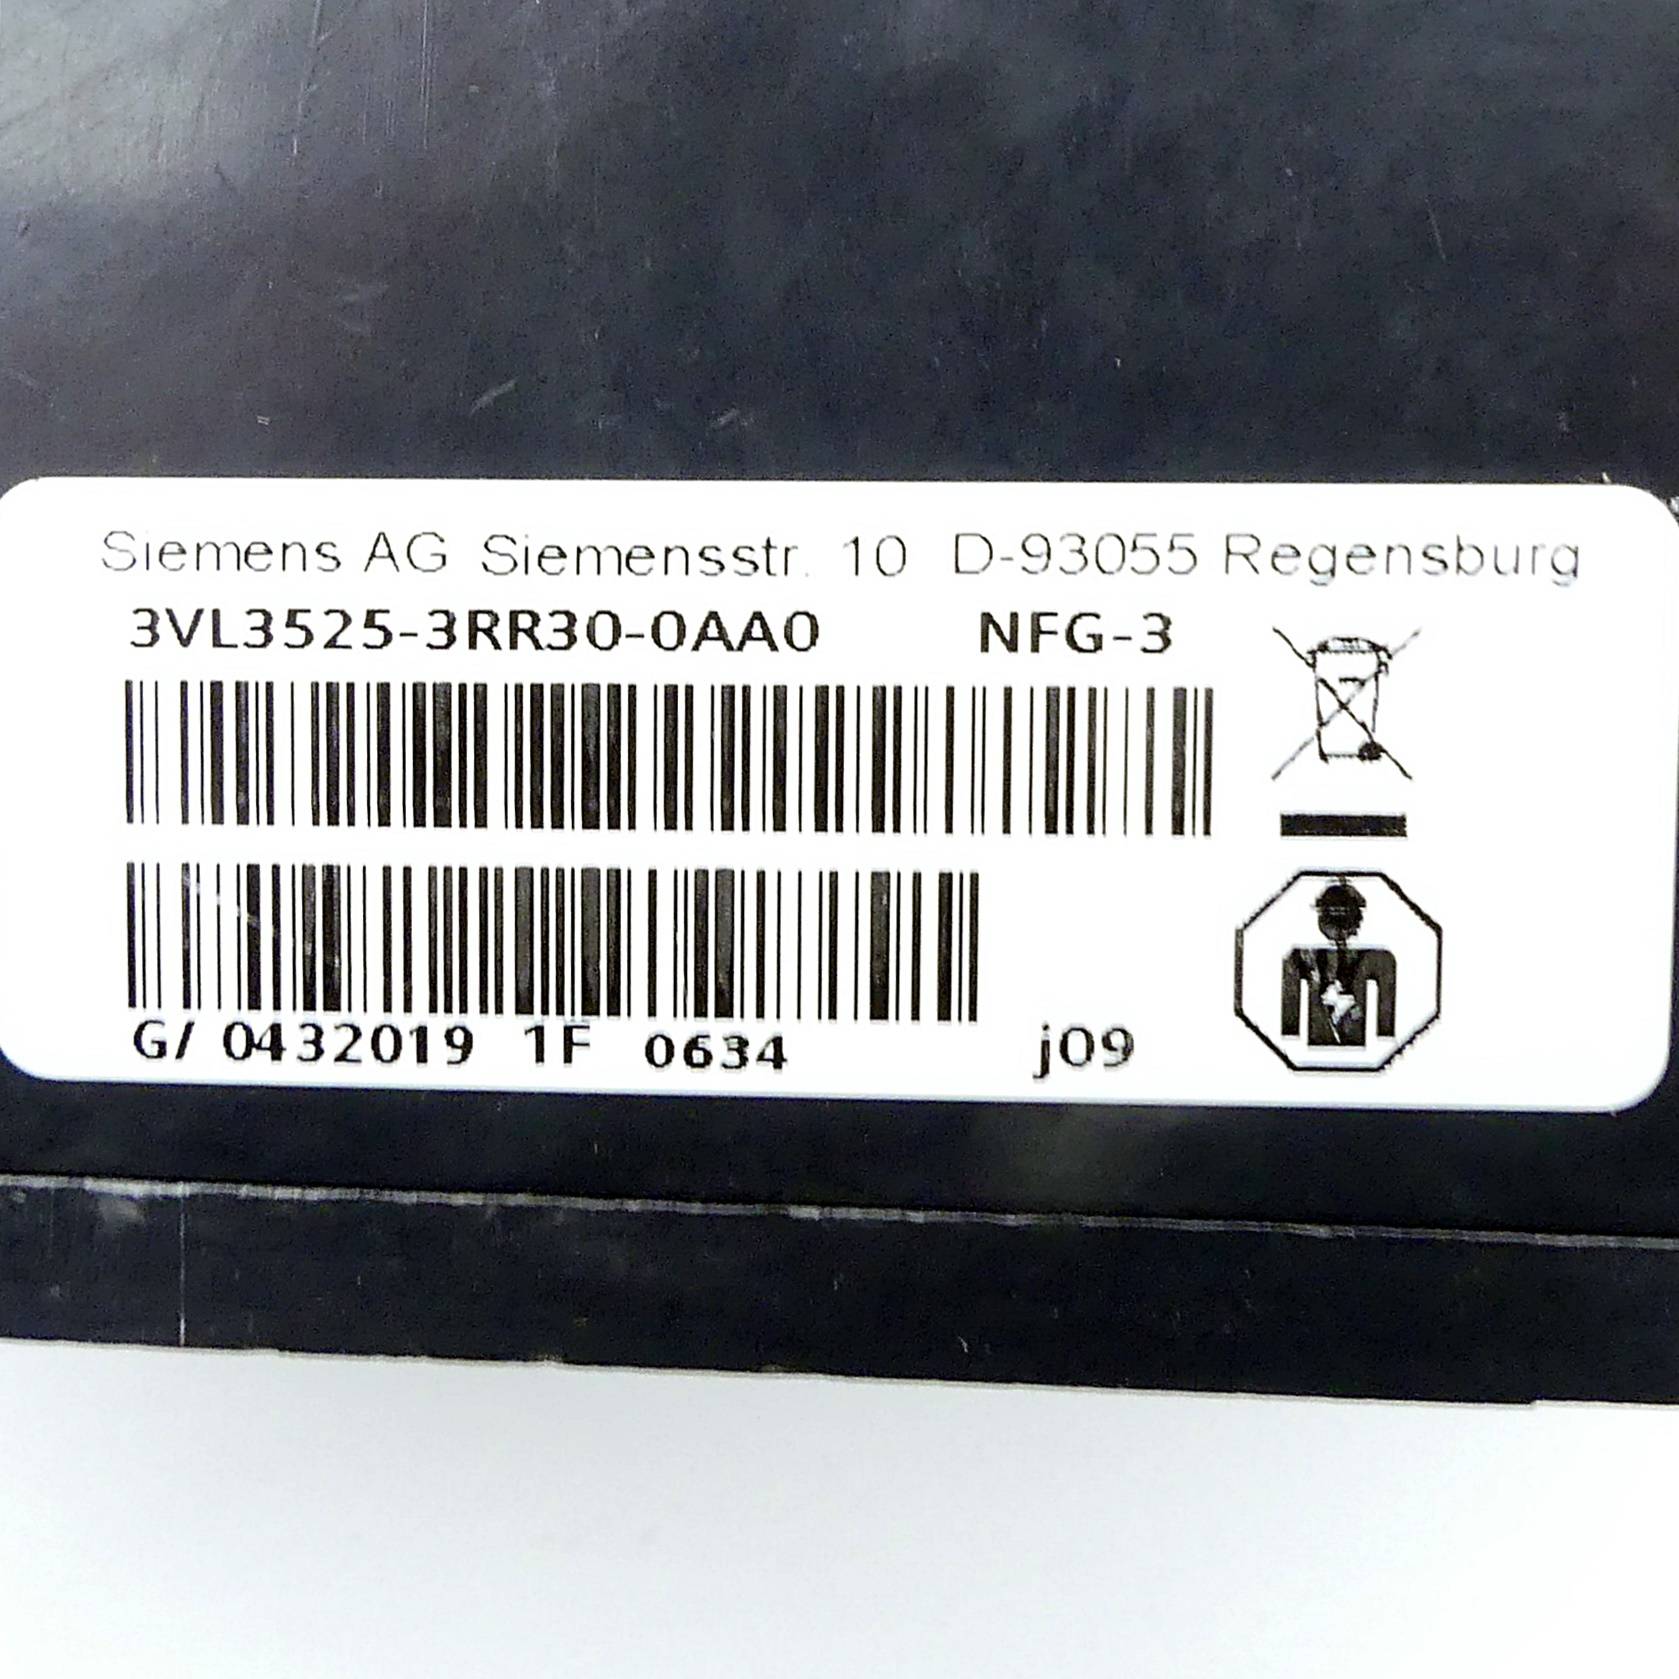 Siemens AG Siemensstr. 10 D-93055 Regensburg
3VL3525-3RR30-0AA0 NFG-3
G/ 0432019 1F 0634 j09